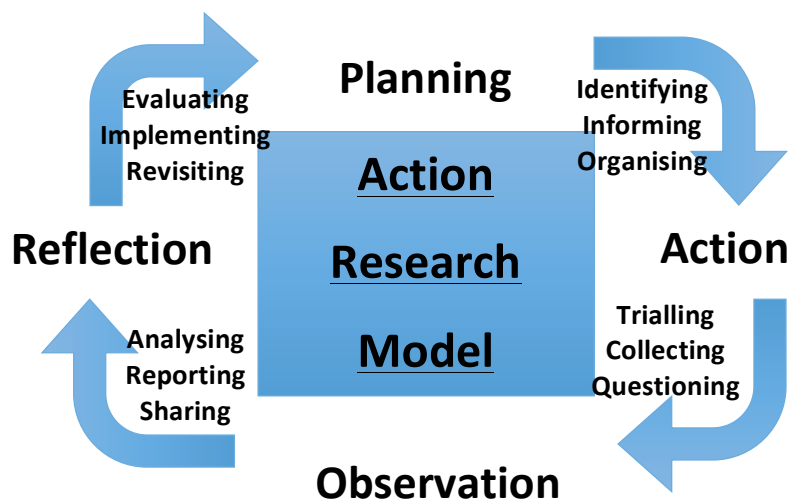 Planning
Identifying
Informing
Organising
Action
Trialling
Collecting
Questioning
Observation
Analysing
Reporting
Sharing
Reflection
Evaluating
Implementing
Revisiting
Action
Research
Model